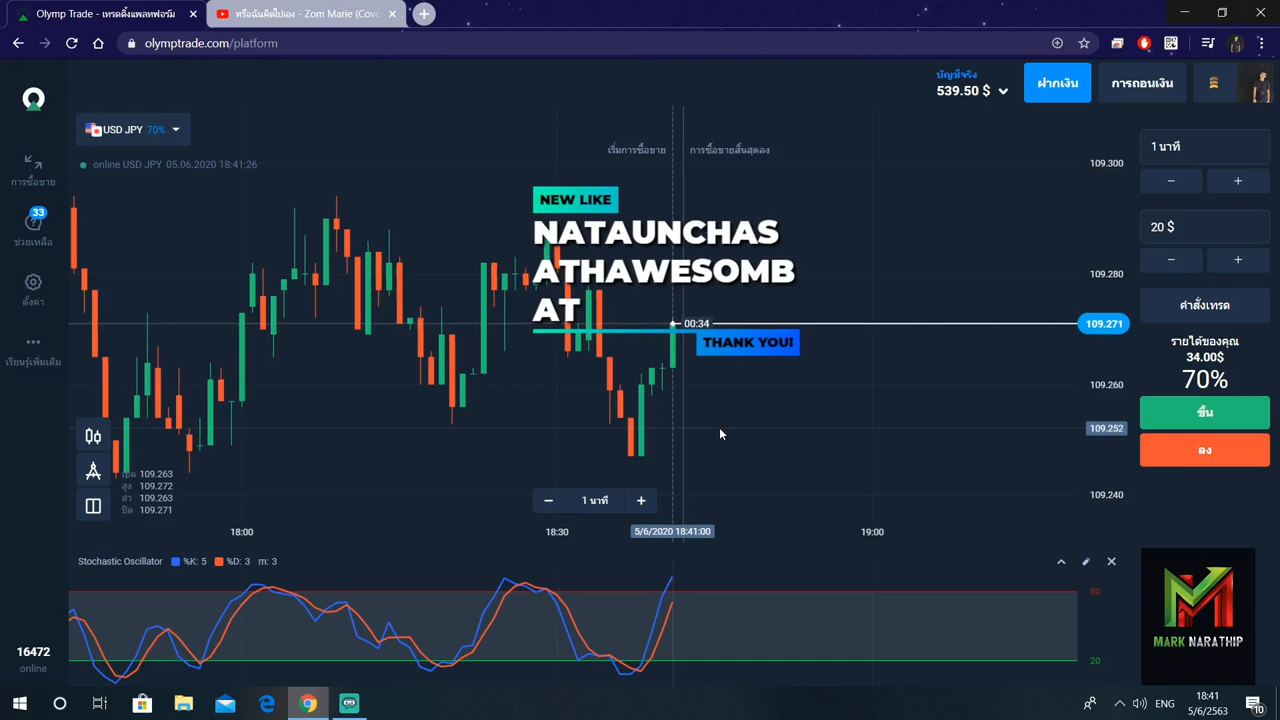 Olymp Trade - เทรดดิ้งแพลทฟอร์ม
หรือฉันคิดไปเอง - Zom Marie (Cov
olymptrade.com/platform
บัญชีจริง
539.50 $
ฝากเงิน
การถอนเงิน
USD JPY 70%
online USD JPY 05.06.2020 18:41:26
เริ่มการซื้อขาย
การซื้อขายสิ้นสุดลง
การซื้อขาย
33
ช่วยเหลือ
ตั้งค่า
เรียนรู้เพิ่มเติม
NEW LIKE
NATAUNCHAS
ATHAWESOMB
AT
THANK YOU!
00:34
109.300
109.280
109.271
109.260
109.252
109.240
1 นาที
20 $
คำสั่งเทรด
รายได้ของคุณ
34.00$
70%
ขึ้น
ลง
เปิด 109.263
สูง 109.272
ต่ำ 109.263
ปิด 109.271
1 นาที
18:00
18:30
5/6/2020 18:41:00
19:00
Stochastic Oscillator %K: 5 %D: 3 m: 3
80
20
16472
online
MARK NARATHIP
ENG
18:41
5/6/2563
10